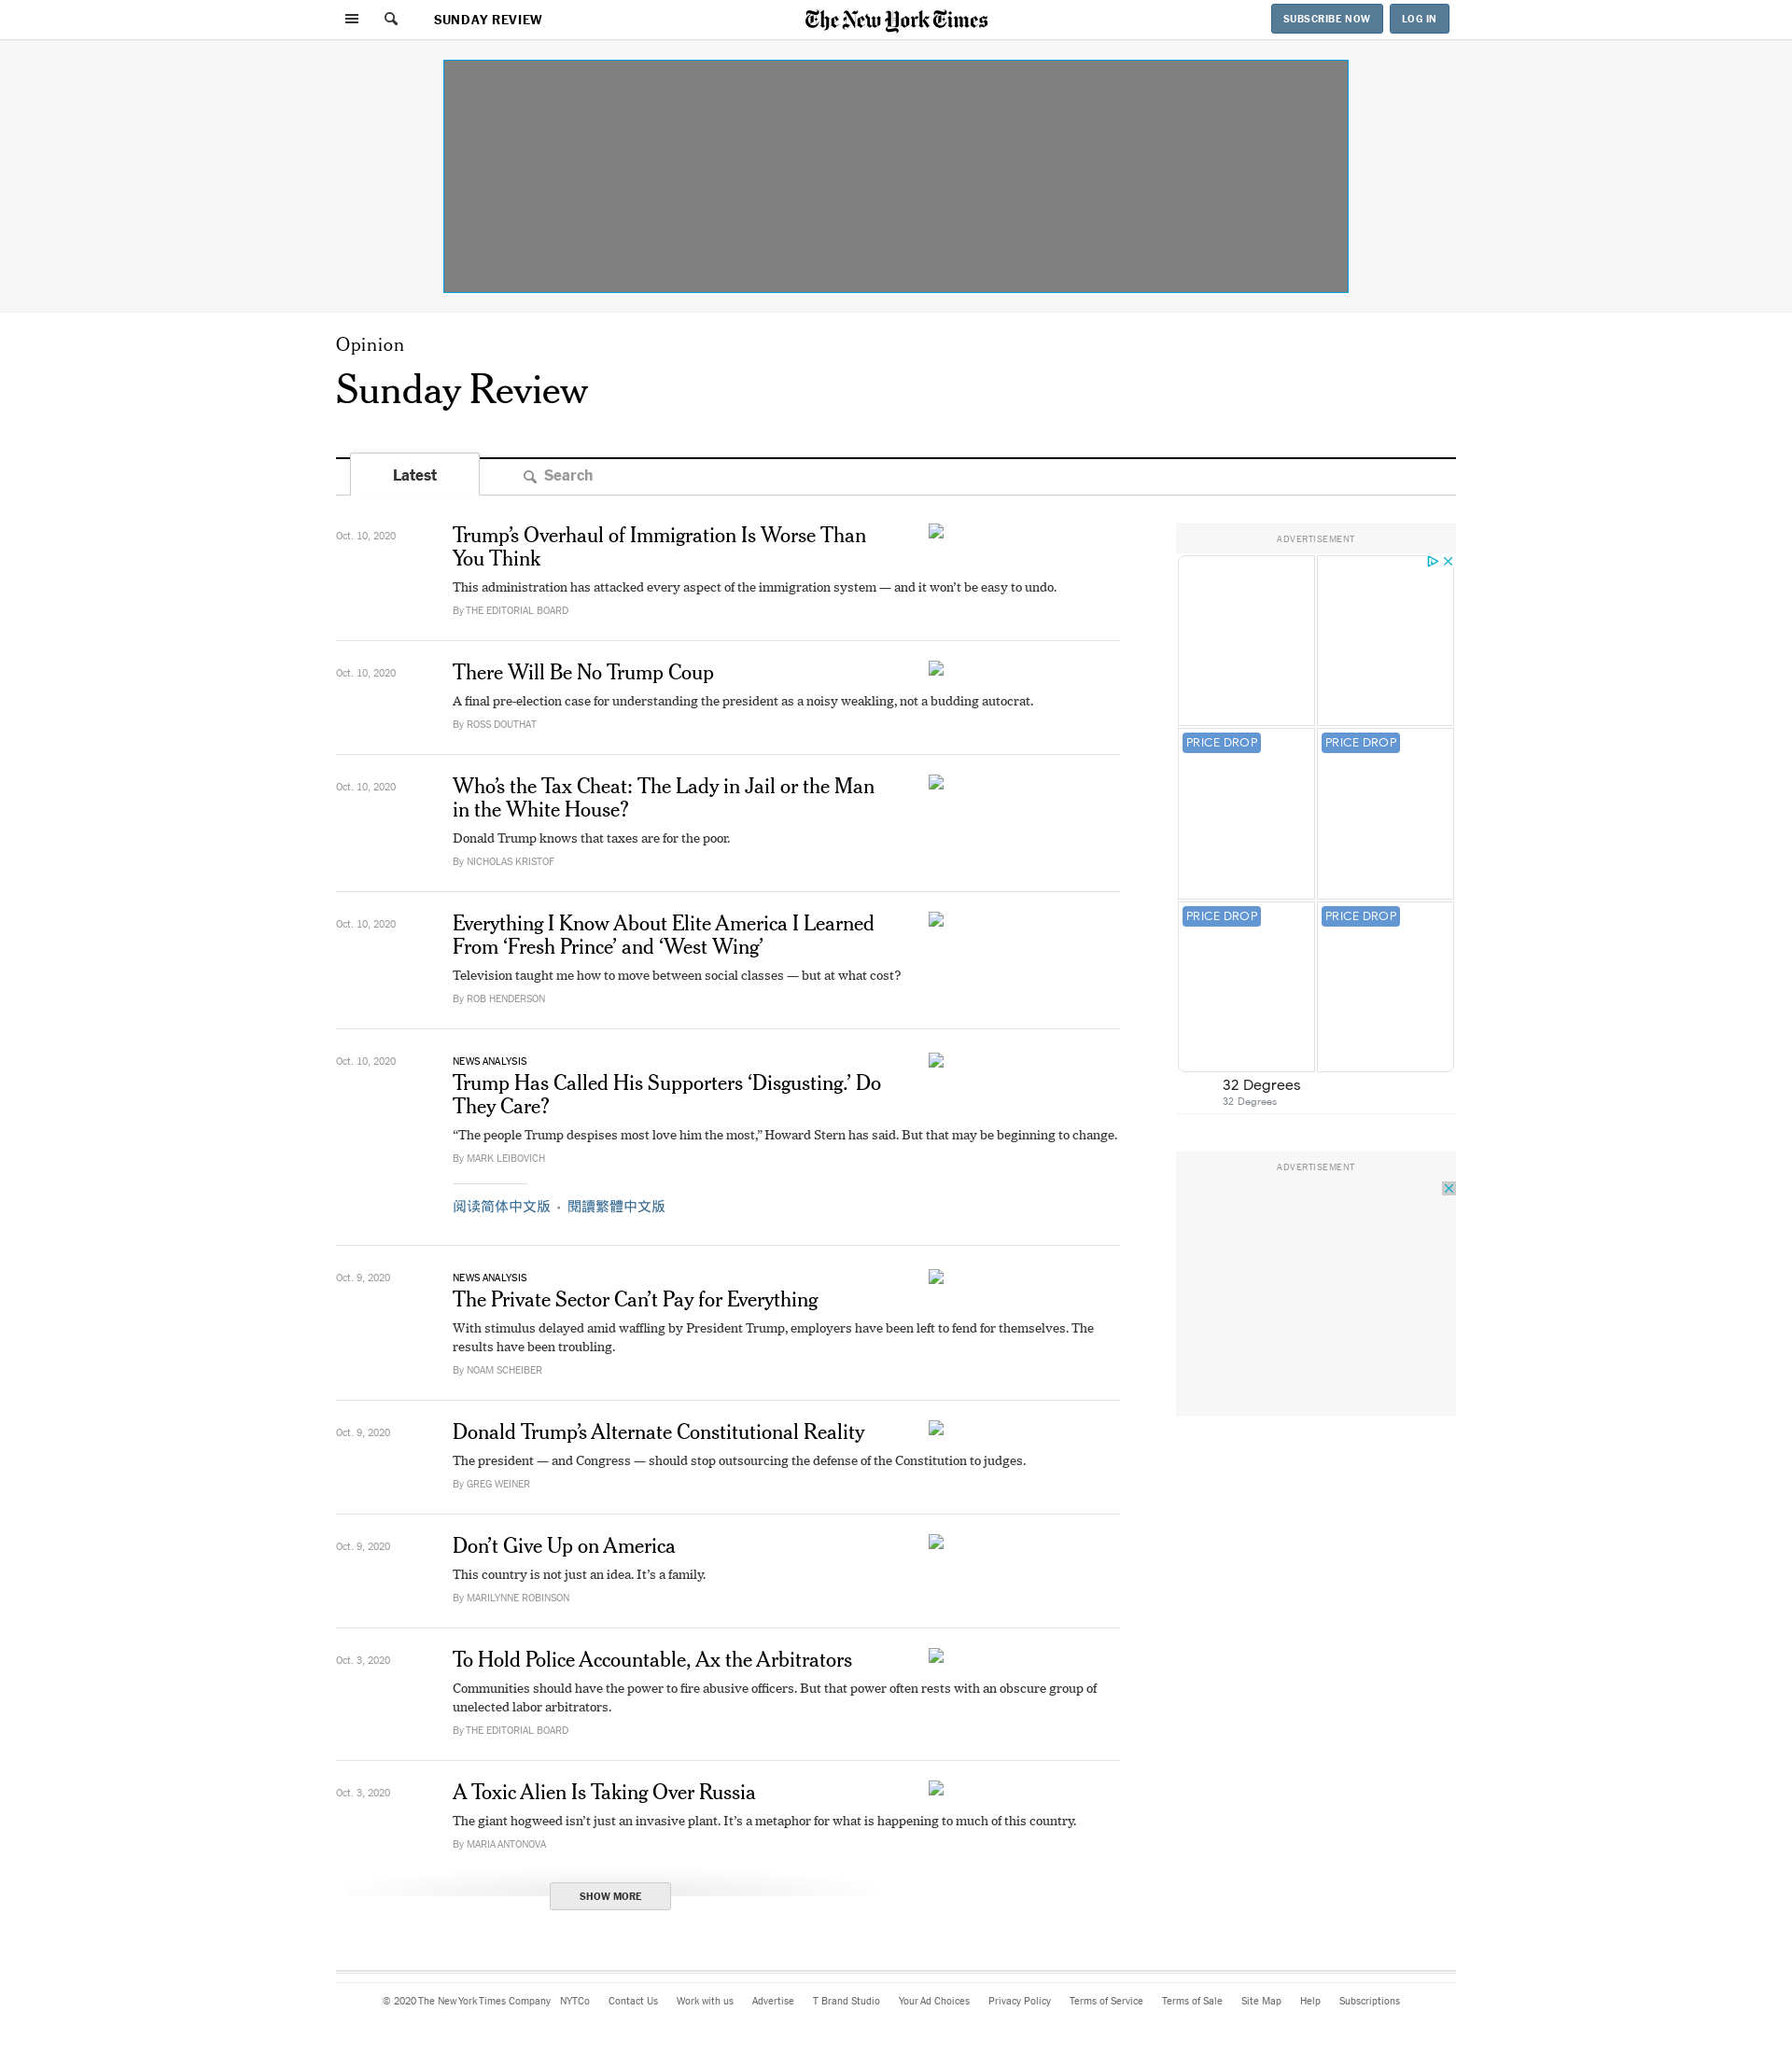 SUNDAY REVIEW
The New York Times
SUBSCRIBE NOW
LOG IN
Opinion
Sunday Review
Latest
Search
Oct. 10, 2020
Trump’s Overhaul of Immigration Is Worse Than
You Think
This administration has attacked every aspect of the immigration system — and it won’t be easy to undo.
By THE EDITORIAL BOARD
Oct. 10, 2020
There Will Be No Trump Coup
A final pre-election case for understanding the president as a noisy weakling, not a budding autocrat.
By ROSS DOUTHAT
Oct. 10, 2020
Who’s the Tax Cheat: The Lady in Jail or the Man
in the White House?
Donald Trump knows that taxes are for the poor.
By NICHOLAS KRISTOF
Oct. 10, 2020
Everything I Know About Elite America I Learned
From ‘Fresh Prince’ and ‘West Wing’
Television taught me how to move between social classes — but at what cost?
By ROB HENDERSON
Oct. 10, 2020
NEWS ANALYSIS
Trump Has Called His Supporters ‘Disgusting.’ Do
They Care?
“The people Trump despises most love him the most,” Howard Stern has said. But that may be beginning to change.
By MARK LEIBOVICH
阅读简体中文版 • 閱讀繁體中文版
Oct. 9, 2020
NEWS ANALYSIS
The Private Sector Can’t Pay for Everything
With stimulus delayed amid waffling by President Trump, employers have been left to fend for themselves. The
results have been troubling.
By NOAM SCHEIBER
Oct. 9, 2020
Donald Trump’s Alternate Constitutional Reality
The president — and Congress — should stop outsourcing the defense of the Constitution to judges.
By GREG WEINER
Oct. 9, 2020
Don’t Give Up on America
This country is not just an idea. It’s a family.
By MARILYNNE ROBINSON
Oct. 3, 2020
To Hold Police Accountable, Ax the Arbitrators
Communities should have the power to fire abusive officers. But that power often rests with an obscure group of
unelected labor arbitrators.
By THE EDITORIAL BOARD
Oct. 3, 2020
A Toxic Alien Is Taking Over Russia
The giant hogweed isn’t just an invasive plant. It’s a metaphor for what is happening to much of this country.
By MARIA ANTONOVA
SHOW MORE
ADVERTISEMENT
PRICE DROP
PRICE DROP
PRICE DROP
PRICE DROP
32 Degrees
32 Degrees
ADVERTISEMENT
© 2020 The New York Times Company NYTCo Contact Us Work with us Advertise T Brand Studio Your Ad Choices Privacy Policy Terms of Service Terms of Sale Site Map Help Subscriptions